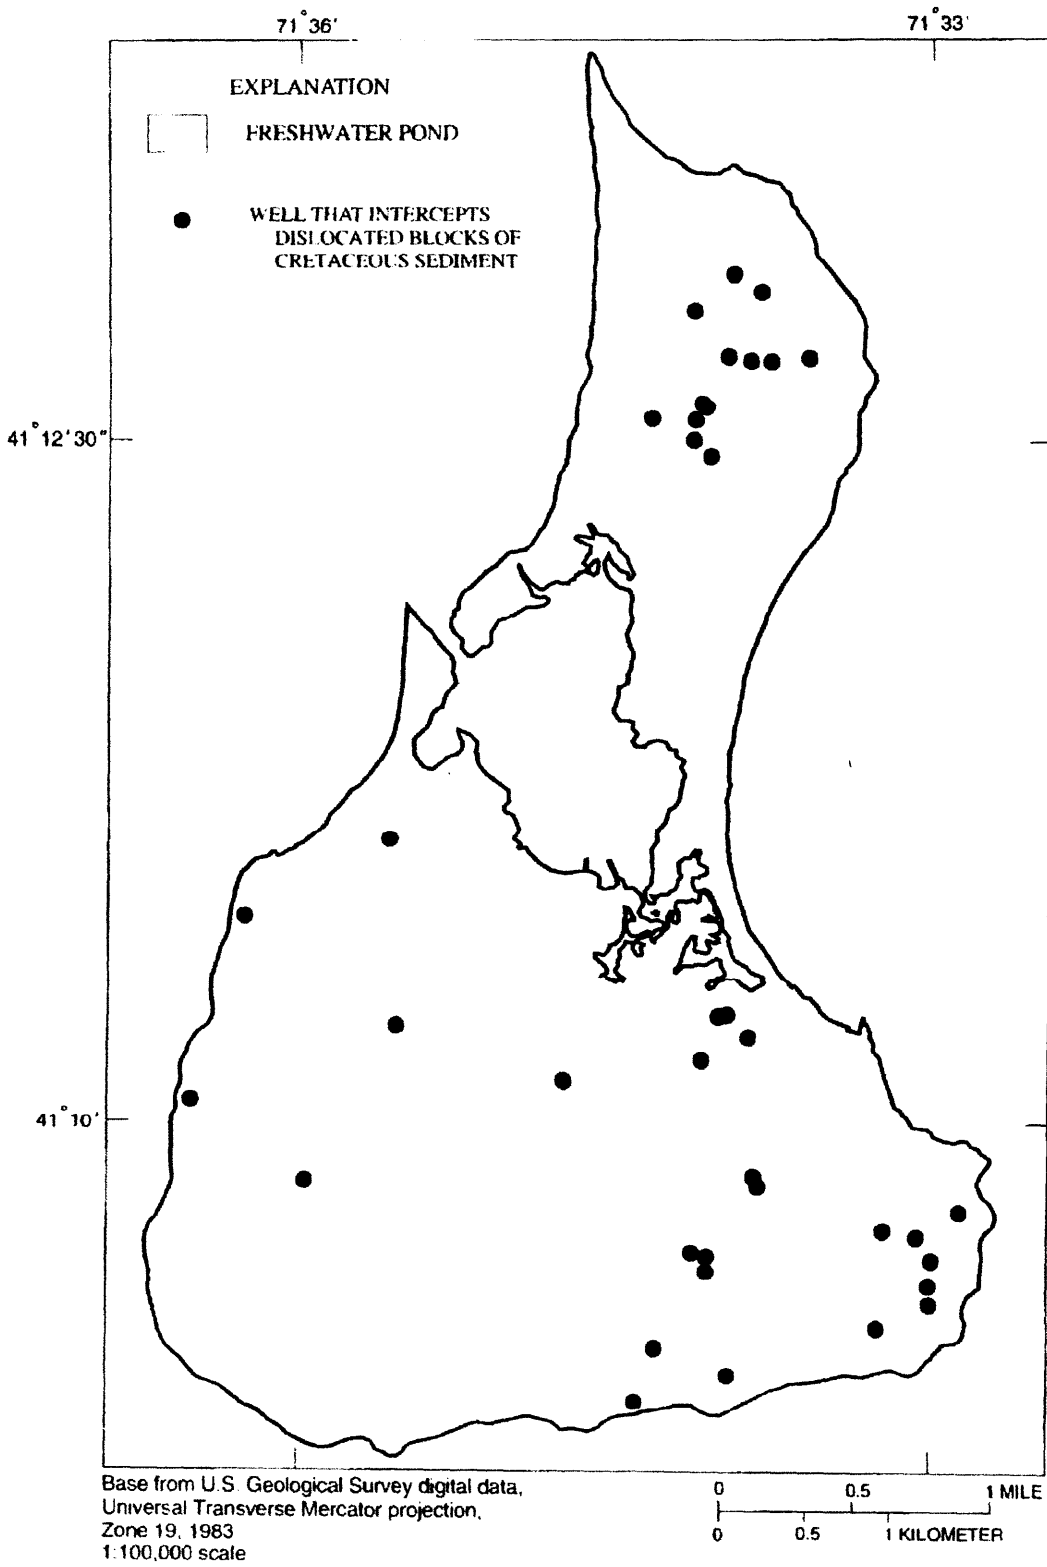 71°36' 71°33'
EXPLANATION
FRESHWATER POND
WELL THAT INTERCEPTS
DISLOCATED BLOCKS OF
CRETACEOUS SEDIMENT
41°12'30"
41°10'
Base from U.S. Geological Survey digital data,
Universal Transverse Mercator projection,
Zone 19, 1983
1:100,000 scale
0 0.5 1 MILE
0 0.5 1 KILOMETER